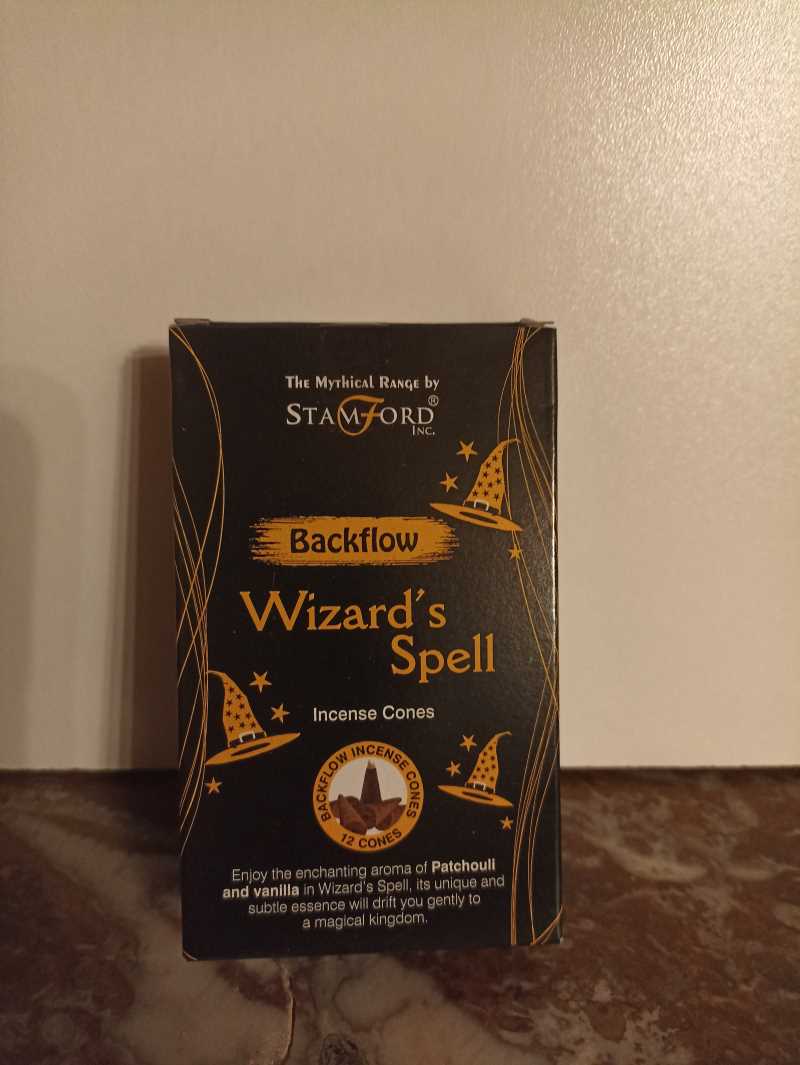 The Mythical Range by
STAMFORD®
INC.
Backflow
Wizard's
Spell
Incense Cones
BACKFLOW INCENSE CONES
12 CONES
Enjoy the enchanting aroma of Patchouli
and vanilla in Wizard's Spell, its unique and
subtle essence will drift you gently to
a magical kingdom.